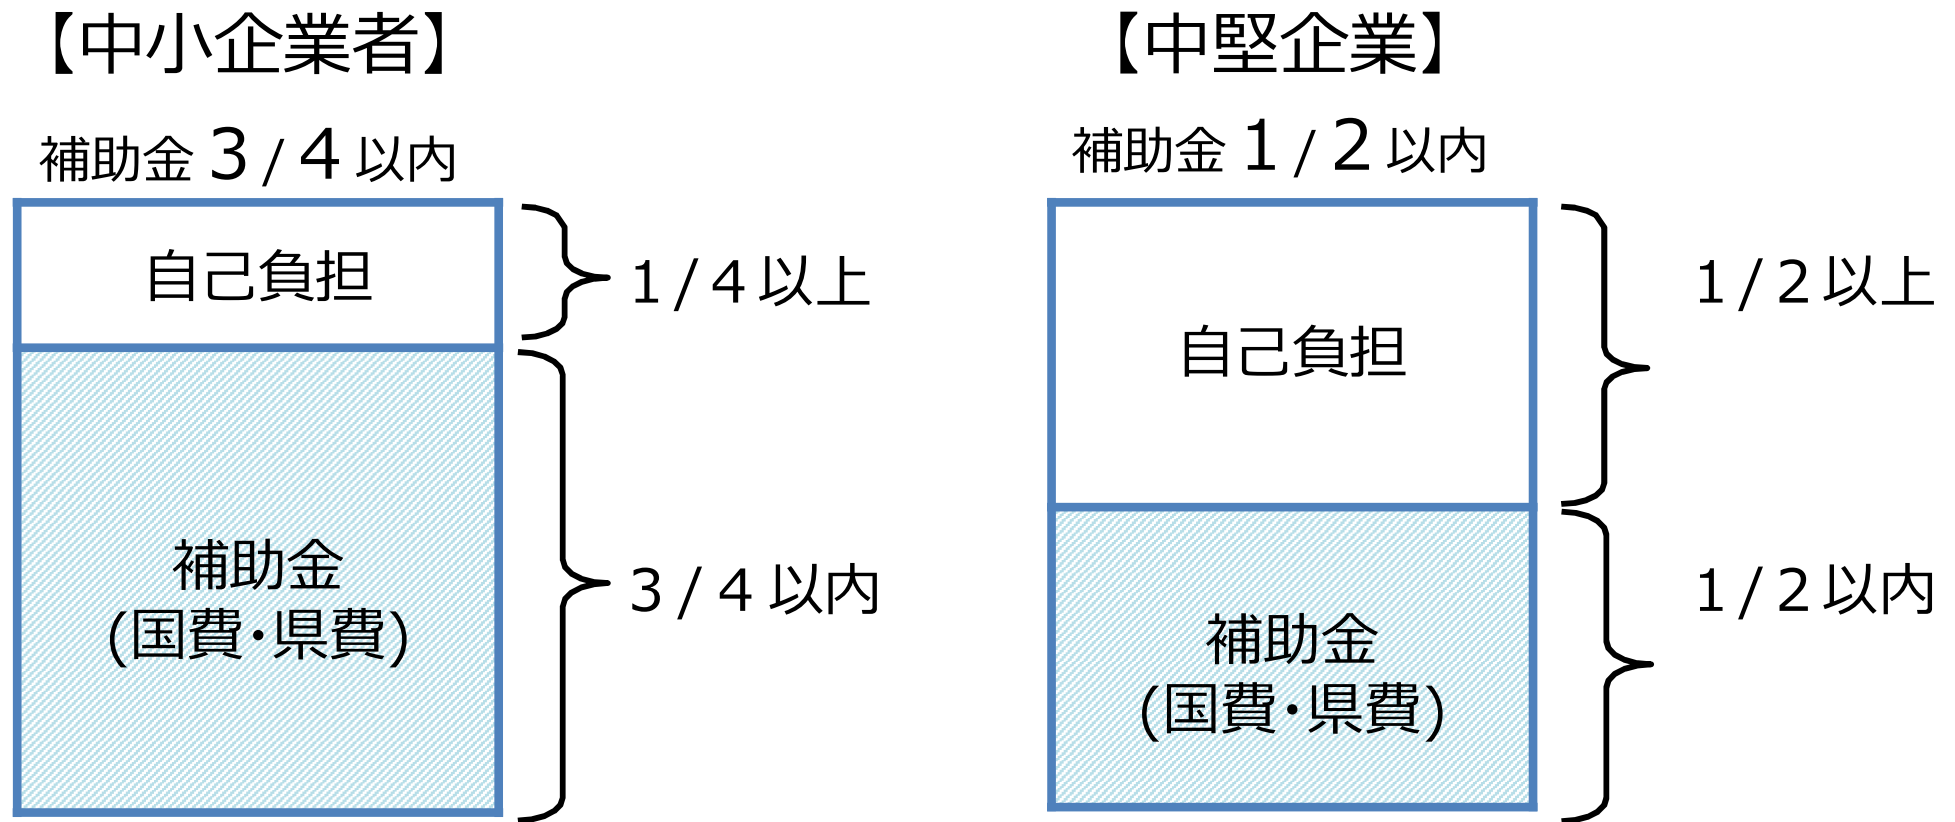 【中小企業者】
補助金 3/4 以内
自己負担
1/4以上
補助金
(国費・県費)
3/4以内
【中堅企業】
補助金 1/2 以内
自己負担
1/2以上
補助金
(国費・県費)
1/2以内